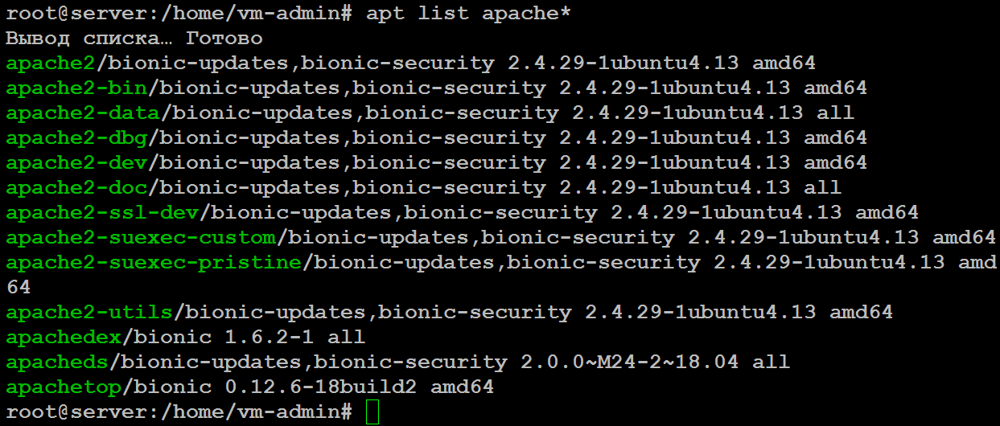 root@server:/home/vm-admin# apt list apache*
Вывод списка… Готово
apache2/bionic-updates,bionic-security 2.4.29-1ubuntu4.13 amd64
apache2-bin/bionic-updates,bionic-security 2.4.29-1ubuntu4.13 amd64
apache2-data/bionic-updates,bionic-security 2.4.29-1ubuntu4.13 all
apache2-dbg/bionic-updates,bionic-security 2.4.29-1ubuntu4.13 amd64
apache2-dev/bionic-updates,bionic-security 2.4.29-1ubuntu4.13 amd64
apache2-doc/bionic-updates,bionic-security 2.4.29-1ubuntu4.13 all
apache2-ssl-dev/bionic-updates,bionic-security 2.4.29-1ubuntu4.13 amd64
apache2-suexec-custom/bionic-updates,bionic-security 2.4.29-1ubuntu4.13 amd64
apache2-suexec-pristine/bionic-updates,bionic-security 2.4.29-1ubuntu4.13 amd
64
apache2-utils/bionic-updates,bionic-security 2.4.29-1ubuntu4.13 amd64
apachedex/bionic 1.6.2-1 all
apacheds/bionic-updates,bionic-security 2.0.0~M24-2~18.04 all
apachetop/bionic 0.12.6-18build2 amd64
root@server:/home/vm-admin#